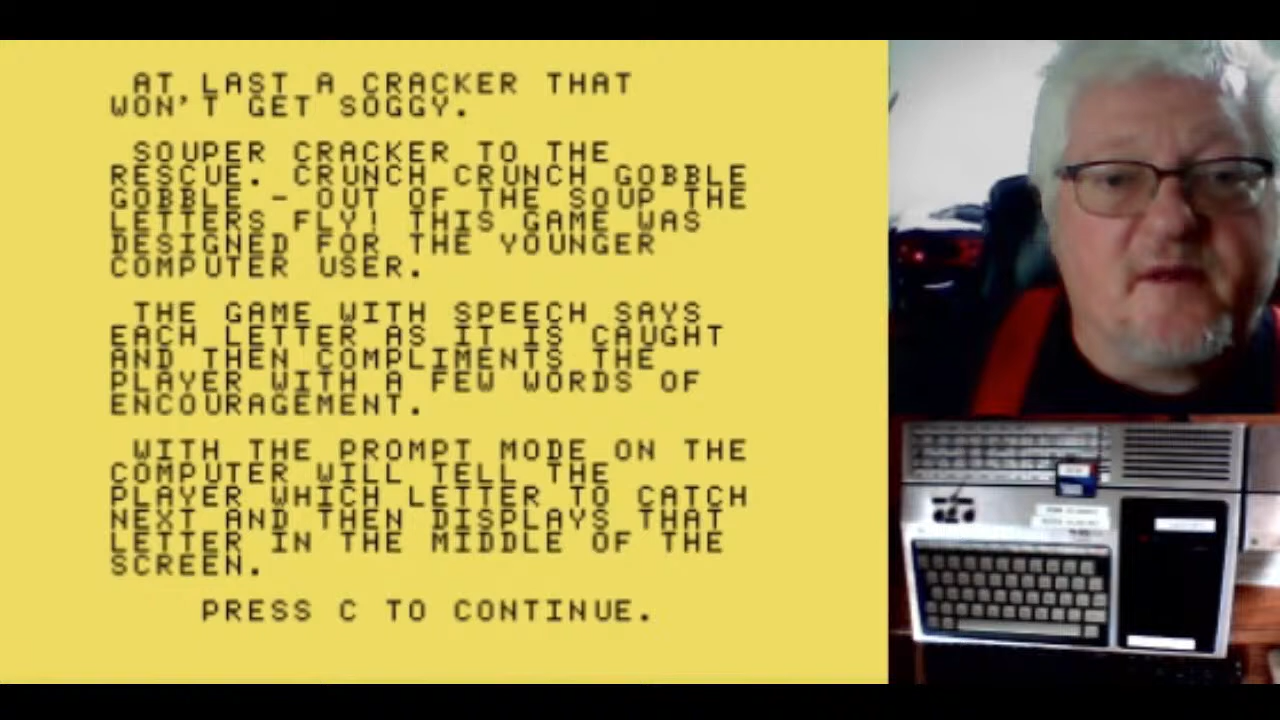 AT LAST A CRACKER THAT
WON'T GET SOGGY.
SOUPER CRACKER TO THE
RESCUE. CRUNCH CRUNCH GOBBLE
GOBBLE - OUT OF THE SOUP THE
LETTERS FLY! THIS GAME WAS
DESIGNED FOR THE YOUNGER
COMPUTER USER.
THE GAME WITH SPEECH SAYS
EACH LETTER AS IT IS CAUGHT
AND THEN COMPLIMENTS THE
PLAYER WITH A FEW WORDS OF
ENCOURAGEMENT.
WITH THE PROMPT MODE ON THE
COMPUTER WILL TELL THE
PLAYER WHICH LETTER TO CATCH
NEXT AND THEN DISPLAYS THAT
LETTER IN THE MIDDLE OF THE
SCREEN.
PRESS C TO CONTINUE.